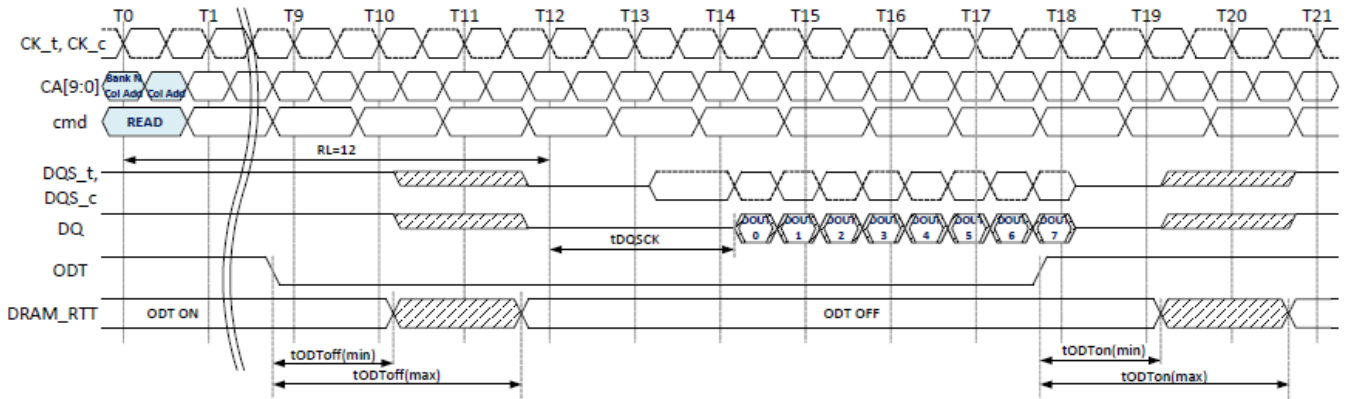 T0 T1 T9 T10 T11 T12 T13 T14 T15 T16 T17 T18 T19 T20 T21
CK_t, CK_c
CA[9:0] Bank N Col Add Col Add
cmd READ
RL=12
DQS_t,
DQS_c
DQ DOUT 0 DOUT 1 DOUT 2 DOUT 3 DOUT 4 DOUT 5 DOUT 6 DOUT 7
tDQSCK
ODT
DRAM_RTT ODT ON ODT OFF
tODToff(min) tODTon(min)
tODToff(max) tODTon(max)